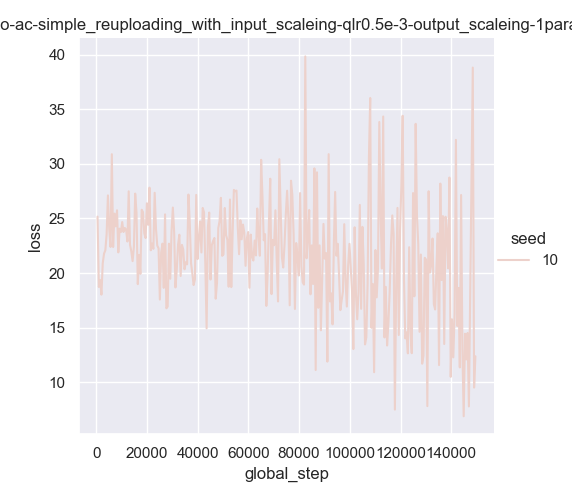 o-ac-simple_reuploading_with_input_scaleing-qlr0.5e-3-output_scaleing-1para
40
35
30
25
20
15
10
loss
0 20000 40000 60000 80000 100000 120000 140000
global_step
seed
10